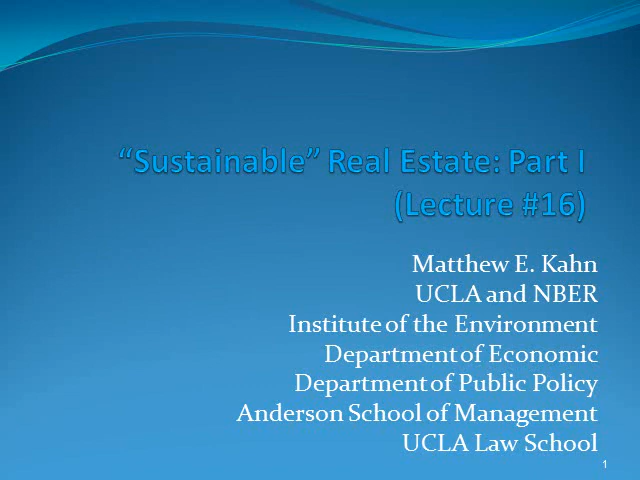 “Sustainable” Real Estate: Part I
(Lecture #16)
Matthew E. Kahn
UCLA and NBER
Institute of the Environment
Department of Economic
Department of Public Policy
Anderson School of Management
UCLA Law School
1